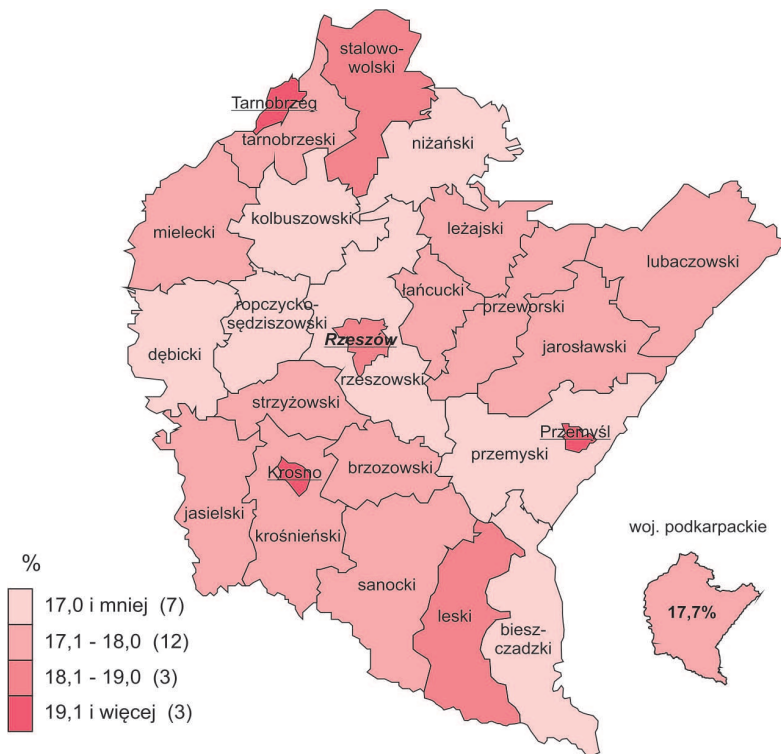 stalowo-
wolski
Tarnobrzeg
tarnobrzeski
niżański
kolbuszowski
mielecki
leżajski
lubaczowski
łańcucki
ropczycko-
sędziszowski
przeworski
Rzeszów
dębicki
jarosławski
rzeszowski
strzyżowski
Przemyśl
przemyski
Krosno
brzozowski
jasielski
krośnieński
sanocki
leski
biesz-
czadzki
woj. podkarpackie
17,7%
%
17,0 i mniej (7)
17,1 - 18,0 (12)
18,1 - 19,0 (3)
19,1 i więcej (3)